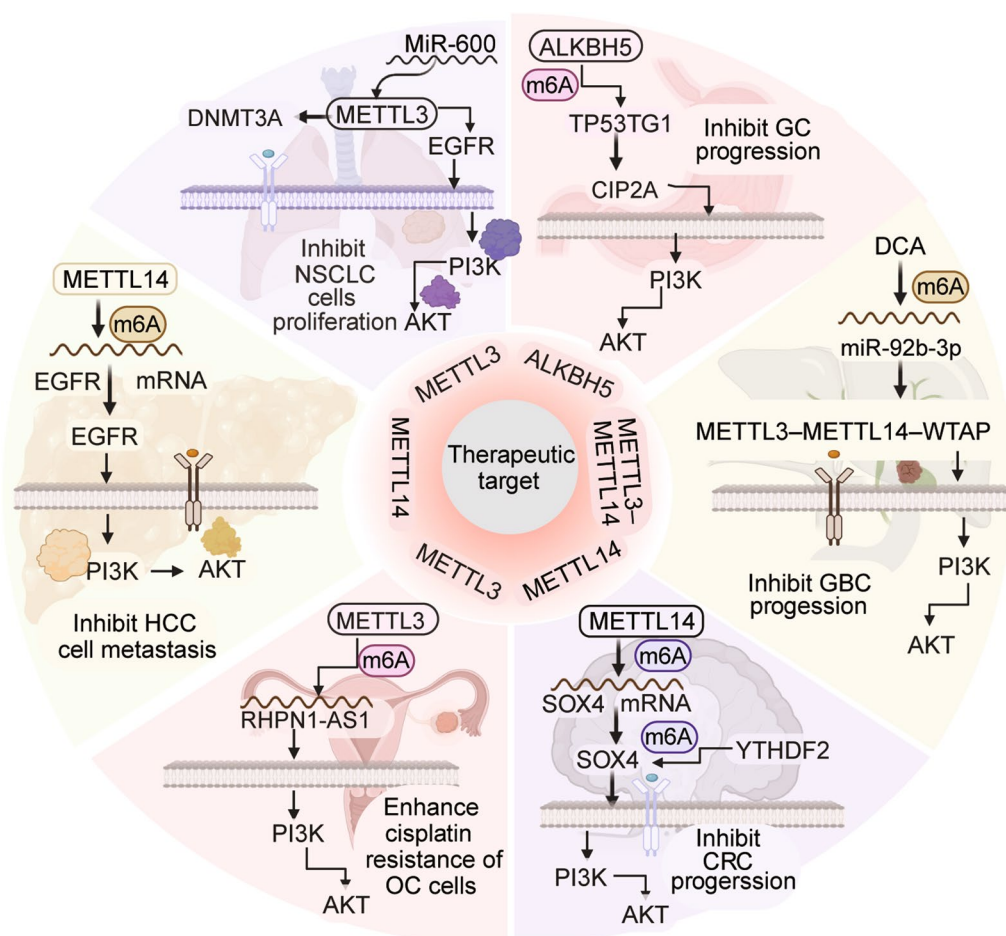 MiR-600
DNMT3A
METTL3
EGFR
PI3K
AKT
Inhibit
NSCLC
cells
proliferation
ALKBH5
m6A
TP53TG1
CIP2A
PI3K
AKT
Inhibit GC
progression
DCA
m6A
miR-92b-3p
METTL3–METTL14–WTAP
PI3K
AKT
Inhibit GBC
progession
METTL14
m6A
EGFR mRNA
EGFR
PI3K
AKT
Inhibit HCC
cell metastasis
METTL3
ALKBH5
METTL14
METTL3–
METTL14
METTL3
METTL14
Therapeutic
target
METTL3
m6A
RHPN1-AS1
PI3K
AKT
Enhance
cisplatin
resistance of
OC cells
METTL14
m6A
SOX4 mRNA
m6A
SOX4
YTHDF2
PI3K
AKT
Inhibit
CRC
progerssion